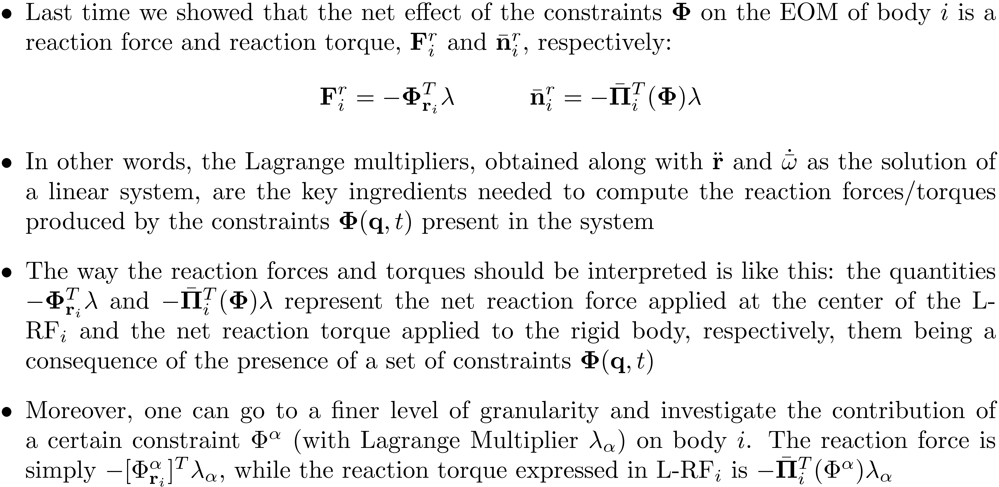 • Last time we showed that the net effect of the constraints $\mathbf{\Phi}$ on the EOM of body $i$ is a
reaction force and reaction torque, $\mathbf{F}_i^r$ and $\bar{\mathbf{n}}_i^r$, respectively:
$\mathbf{F}_i^r = -\mathbf{\Phi}_{\mathbf{r}_i}^T \lambda \qquad \bar{\mathbf{n}}_i^r = -\bar{\mathbf{\Pi}}_i^T(\mathbf{\Phi})\lambda$
• In other words, the Lagrange multipliers, obtained along with $\ddot{\mathbf{r}}$ and $\dot{\bar{\omega}}$ as the solution of
a linear system, are the key ingredients needed to compute the reaction forces/torques
produced by the constraints $\mathbf{\Phi}(\mathbf{q}, t)$ present in the system
• The way the reaction forces and torques should be interpreted is like this: the quantities
$-\mathbf{\Phi}_{\mathbf{r}_i}^T \lambda$ and $-\bar{\mathbf{\Pi}}_i^T(\mathbf{\Phi})\lambda$ represent the net reaction force applied at the center of the L-
RF$_i$ and the net reaction torque applied to the rigid body, respectively, them being a
consequence of the presence of a set of constraints $\mathbf{\Phi}(\mathbf{q}, t)$
• Moreover, one can go to a finer level of granularity and investigate the contribution of
a certain constraint $\Phi^\alpha$ (with Lagrange Multiplier $\lambda_\alpha$) on body $i$. The reaction force is
simply $-[\Phi_{\mathbf{r}_i}^\alpha]^T \lambda_\alpha$, while the reaction torque expressed in L-RF$_i$ is $-\bar{\mathbf{\Pi}}_i^T(\Phi^\alpha)\lambda_\alpha$